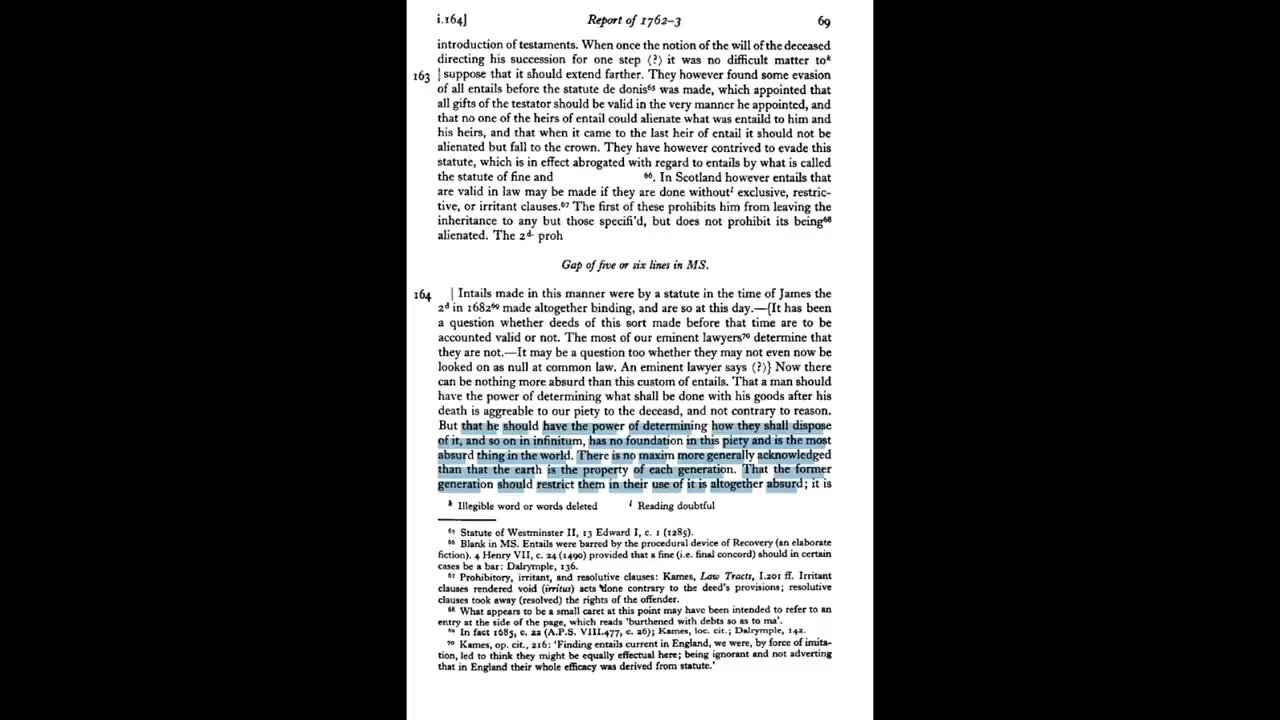 i.164] Report of 1762–3 69
introduction of testaments. When once the notion of the will of the deceased
directing his succession for one step ⟨?⟩ it was no difficult matter toᵏ
163 | suppose that it should extend farther. They however found some evasion
of all entails before the statute de donis⁶⁵ was made, which appointed that
all gifts of the testator should be valid in the very manner he appointed, and
that no one of the heirs of entail could alienate what was entaild to him and
his heirs, and that when it came to the last heir of entail it should not be
alienated but fall to the crown. They have however contrived to evade this
statute, which is in effect abrogated with regard to entails by what is called
the statute of fine and ⁶⁶. In Scotland however entails that
are valid in law may be made if they are done withoutˡ exclusive, restric-
tive, or irritant clauses.⁶⁷ The first of these prohibits him from leaving the
inheritance to any but those specifi'd, but does not prohibit its being⁶⁸
alienated. The 2ᵈ· proh
Gap of five or six lines in MS.
164 | Intails made in this manner were by a statute in the time of James the
2ᵈ in 1682⁶⁹ made altogether binding, and are so at this day.—{It has been
a question whether deeds of this sort made before that time are to be
accounted valid or not. The most of our eminent lawyers⁷⁰ determine that
they are not.—It may be a question too whether they may not even now be
looked on as null at common law. An eminent lawyer says ⟨?⟩} Now there
can be nothing more absurd than this custom of entails. That a man should
have the power of determining what shall be done with his goods after his
death is aggreable to our piety to the deceased, and not contrary to reason.
But that he should have the power of determining how they shall dispose
of it, and so on in infinitum, has no foundation in this piety and is the most
absurd thing in the world. There is no maxim more generally acknowledged
than that the earth is the property of each generation. That the former
generation should restrict them in their use of it is altogether absurd; it is
ᵏ Illegible word or words deleted ˡ Reading doubtful
⁶⁵ Statute of Westminster II, 13 Edward I, c. 1 (1285).
⁶⁶ Blank in MS. Entails were barred by the procedural device of Recovery (an elaborate
fiction). 4 Henry VII, c. 24 (1490) provided that a fine (i.e. final concord) should in certain
cases be a bar: Dalrymple, 136.
⁶⁷ Prohibitory, irritant, and resolutive clauses: Kames, Law Tracts, I.201 ff. Irritant
clauses rendered void (irritus) acts done contrary to the deed's provisions; resolutive
clauses took away (resolved) the rights of the offender.
⁶⁸ What appears to be a small caret at this point may have been intended to refer to an
entry at the side of the page, which reads 'burthened with debts so as to ma'.
⁶⁹ In fact 1685, c. 22 (A.P.S. VIII.477, c. 26); Kames, loc. cit.; Dalrymple, 142.
⁷⁰ Kames, op. cit., 216: 'Finding entails current in England, we were, by force of imita-
tion, led to think they might be equally effectual here; being ignorant and not adverting
that in England their whole efficacy was derived from statute.'